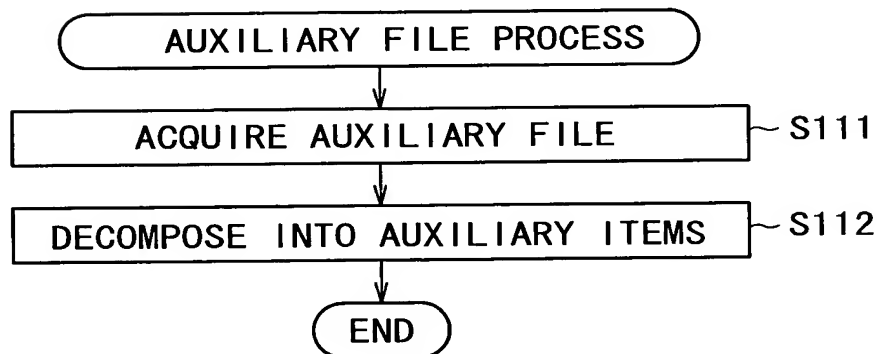 AUXILIARY FILE PROCESS
ACQUIRE AUXILIARY FILE
S111
DECOMPOSE INTO AUXILIARY ITEMS
S112
END